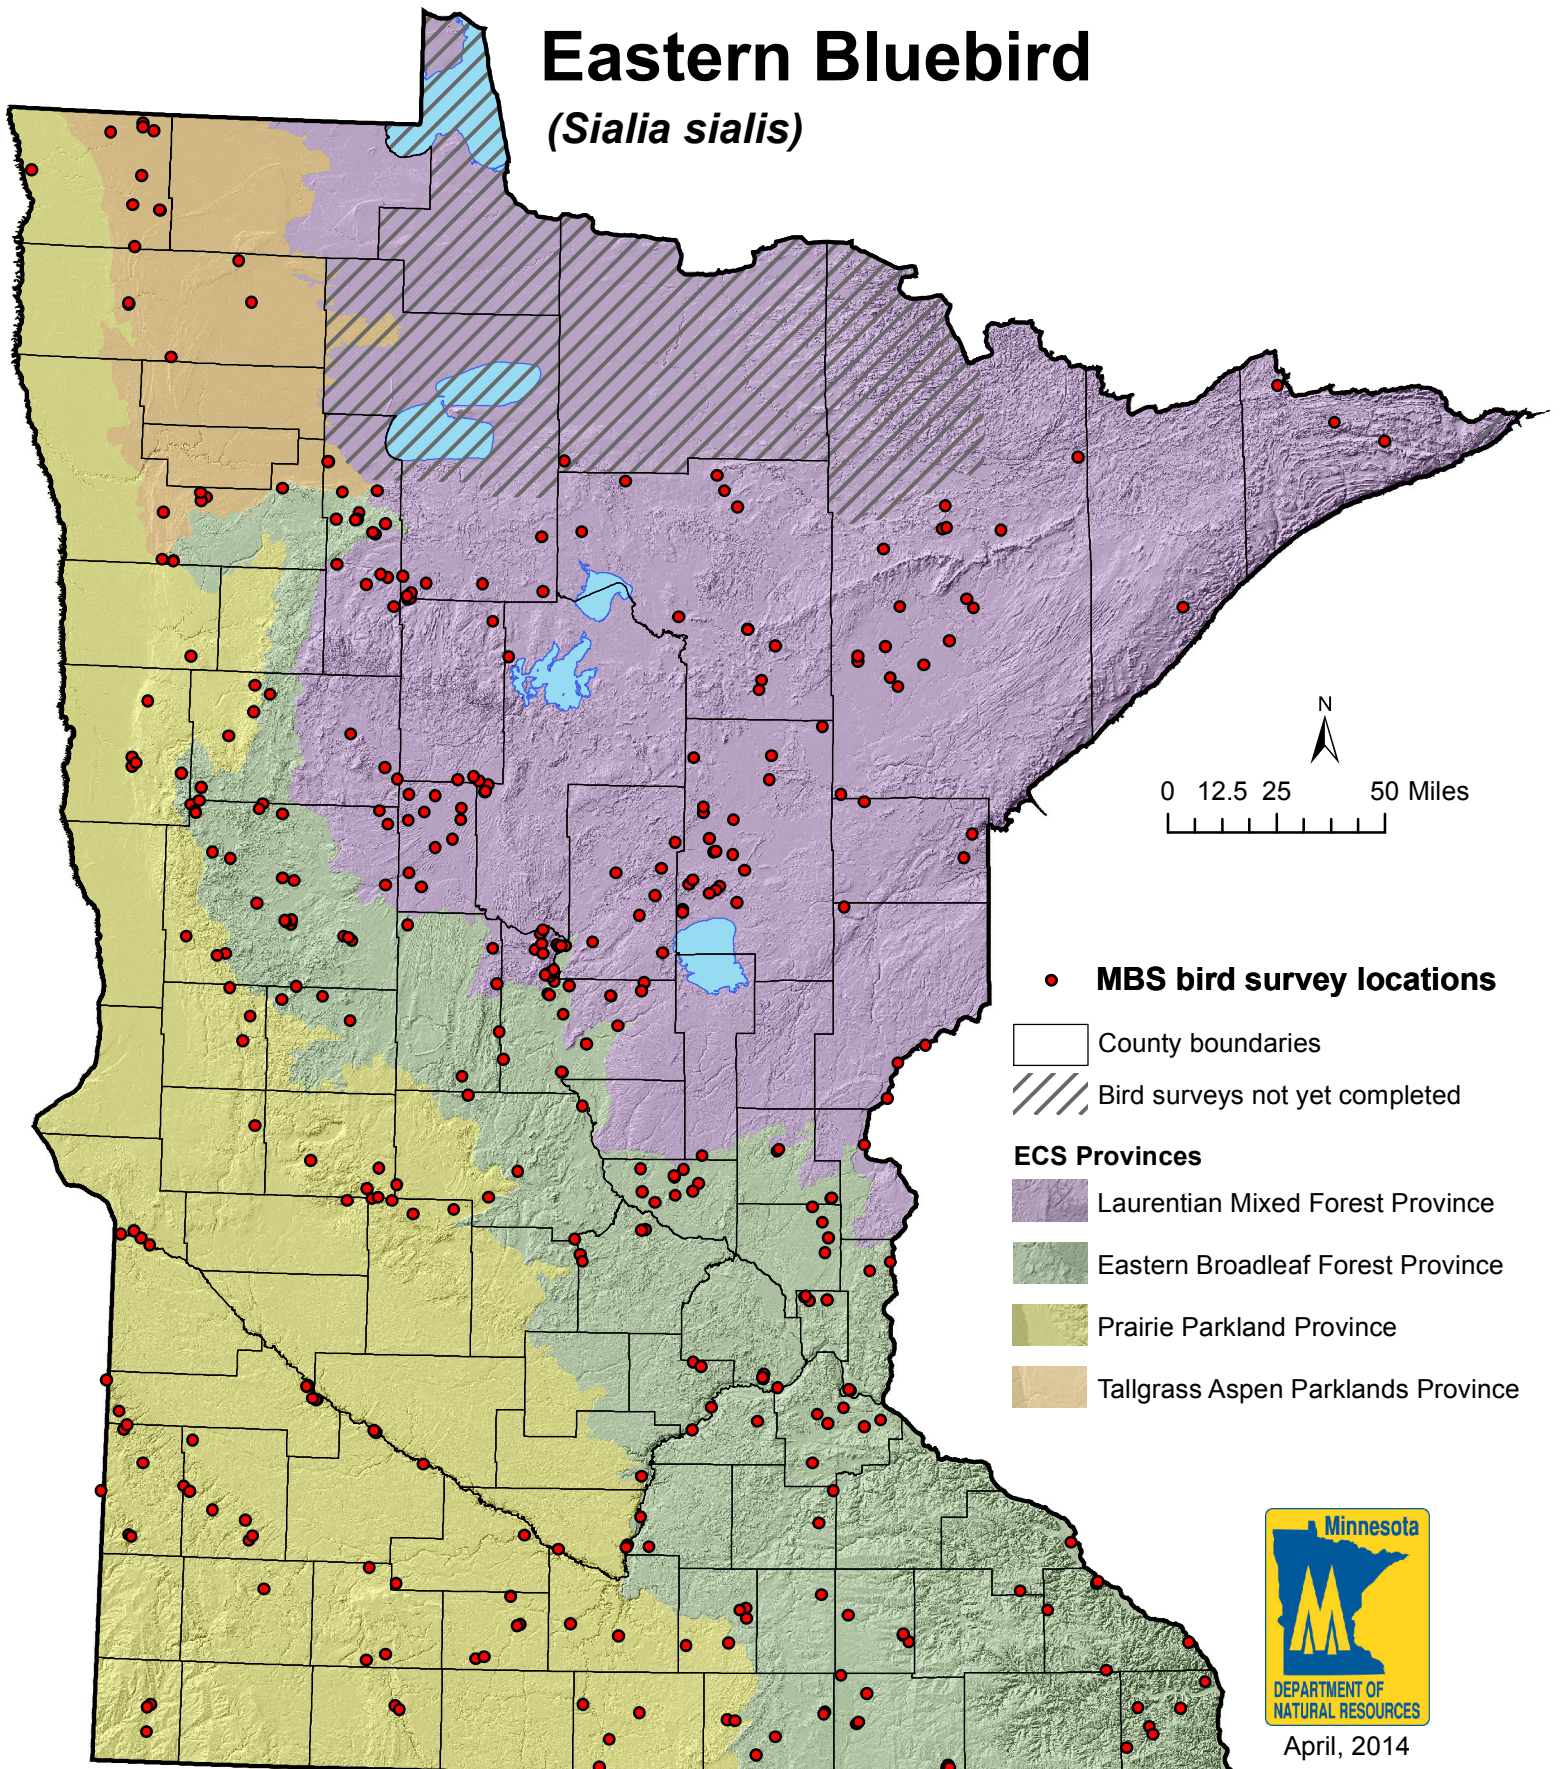 Eastern Bluebird
(Sialia sialis)
N
0 12.5 25 50 Miles
MBS bird survey locations
County boundaries
Bird surveys not yet completed
ECS Provinces
Laurentian Mixed Forest Province
Eastern Broadleaf Forest Province
Prairie Parkland Province
Tallgrass Aspen Parklands Province
Minnesota
DEPARTMENT OF
NATURAL RESOURCES
April, 2014